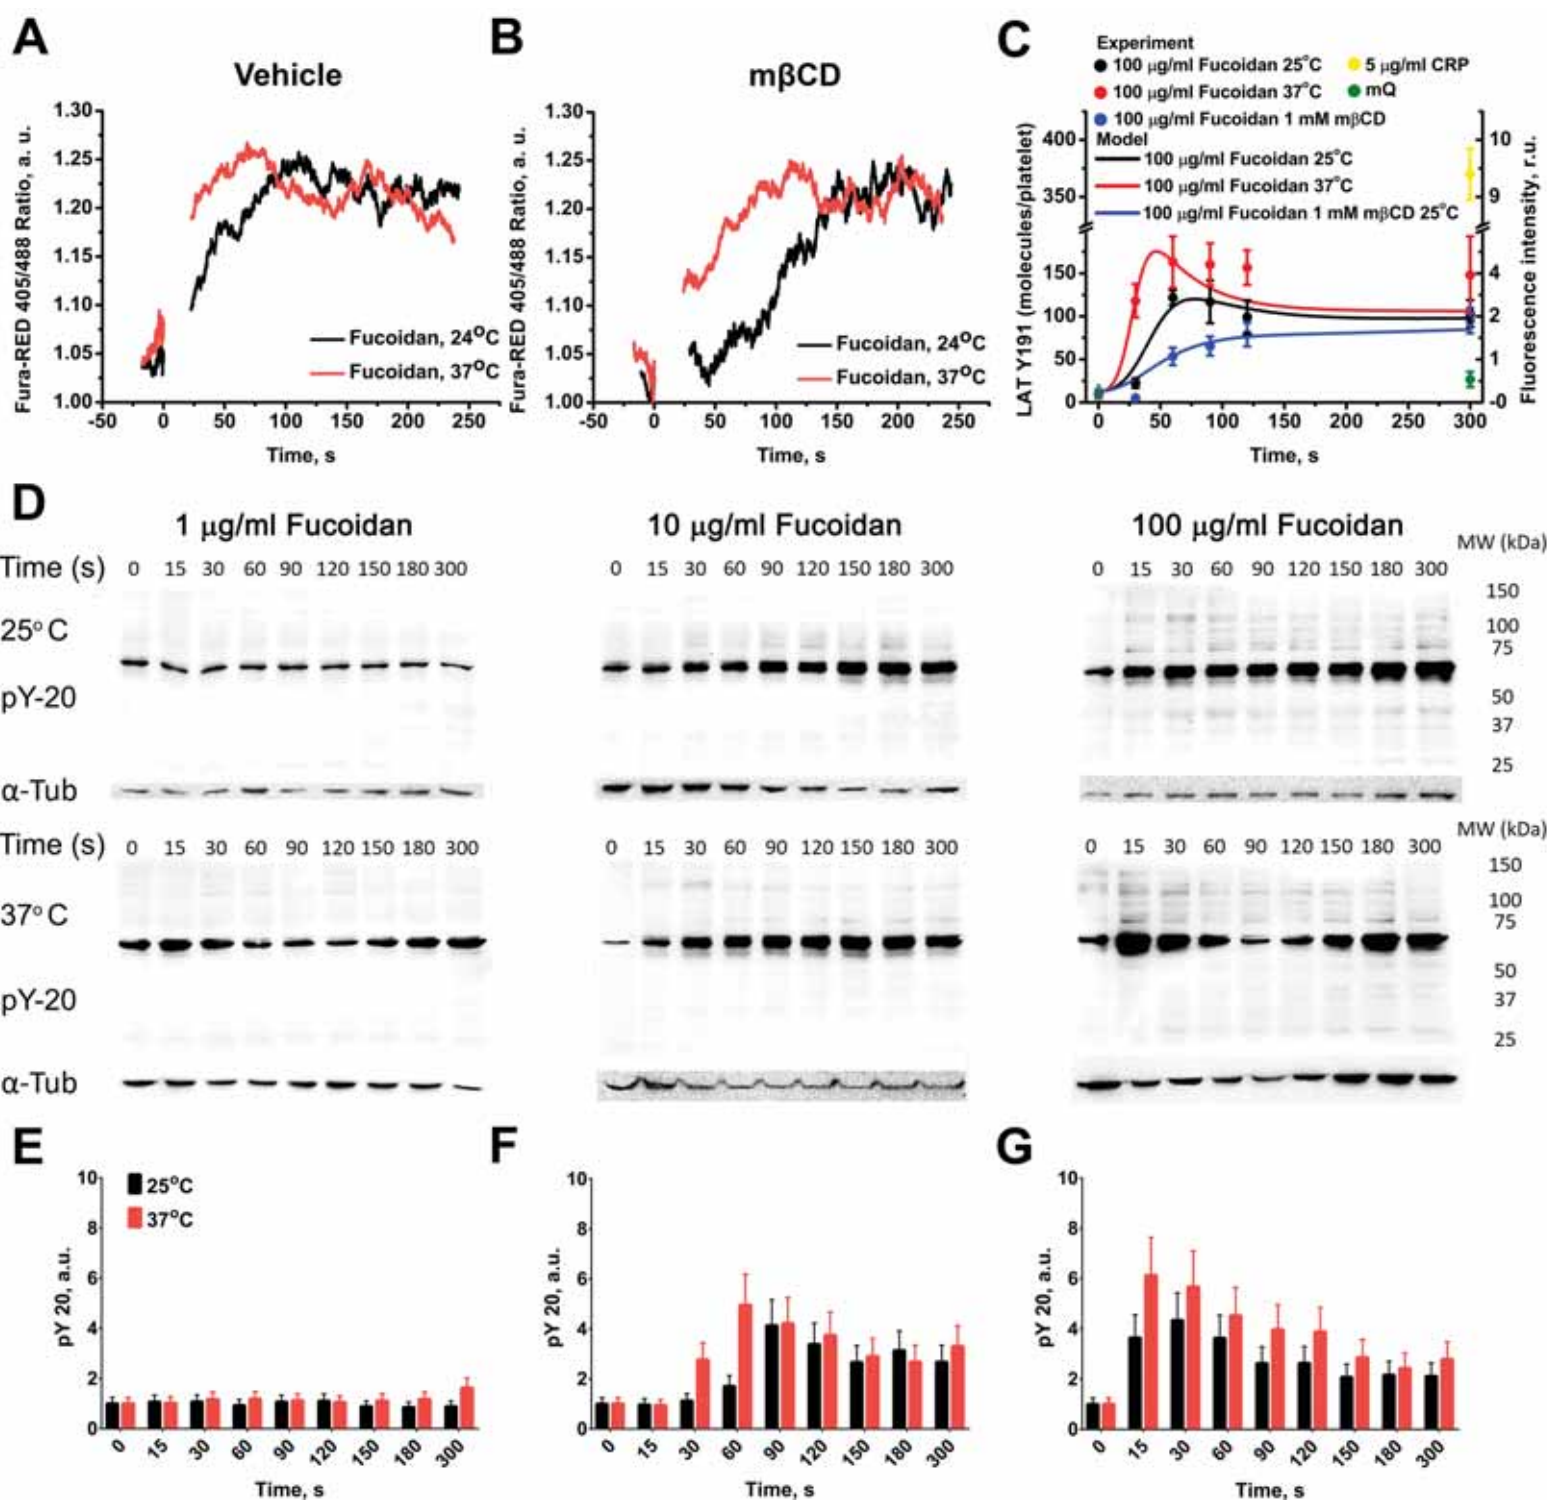 A
Vehicle
Fura-RED 405/488 Ratio, a. u.
1.30
1.25
1.20
1.15
1.10
1.05
1.00
Fucoidan, 24°C
Fucoidan, 37°C
-50 0 50 100 150 200 250
Time, s
B
mβCD
Fura-RED 405/488 Ratio, a. u.
1.30
1.25
1.20
1.15
1.10
1.05
1.00
Fucoidan, 24°C
Fucoidan, 37°C
-50 0 50 100 150 200 250
Time, s
C
Experiment
100 µg/ml Fucoidan 25°C
5 µg/ml CRP
100 µg/ml Fucoidan 37°C
mQ
100 µg/ml Fucoidan 1 mM mβCD
Model
100 µg/ml Fucoidan 25°C
100 µg/ml Fucoidan 37°C
100 µg/ml Fucoidan 1 mM mβCD 25°C
LAT Y191 (molecules/platelet)
400
350
150
100
50
0
Fluorescence intensity, r.u.
10
9
4
2
1
-0
0 50 100 150 200 250 300
Time, s
D
1 µg/ml Fucoidan
10 µg/ml Fucoidan
100 µg/ml Fucoidan
MW (kDa)
Time (s) 0 15 30 60 90 120 150 180 300
0 15 30 60 90 120 150 180 300
0 15 30 60 90 120 150 180 300
25°C
pY-20
150
100
75
50
37
25
α-Tub
MW (kDa)
Time (s) 0 15 30 60 90 120 150 180 300
0 15 30 60 90 120 150 180 300
0 15 30 60 90 120 150 180 300
37°C
pY-20
150
100
75
50
37
25
α-Tub
E
25°C
37°C
pY 20, a.u.
10
8
6
4
2
0
0 15 30 60 90 120 150 180 300
Time, s
F
pY 20, a.u.
10
8
6
4
2
0
0 15 30 60 90 120 150 180 300
Time, s
G
pY 20, a.u.
10
8
6
4
2
0
0 15 30 60 90 120 150 180 300
Time, s